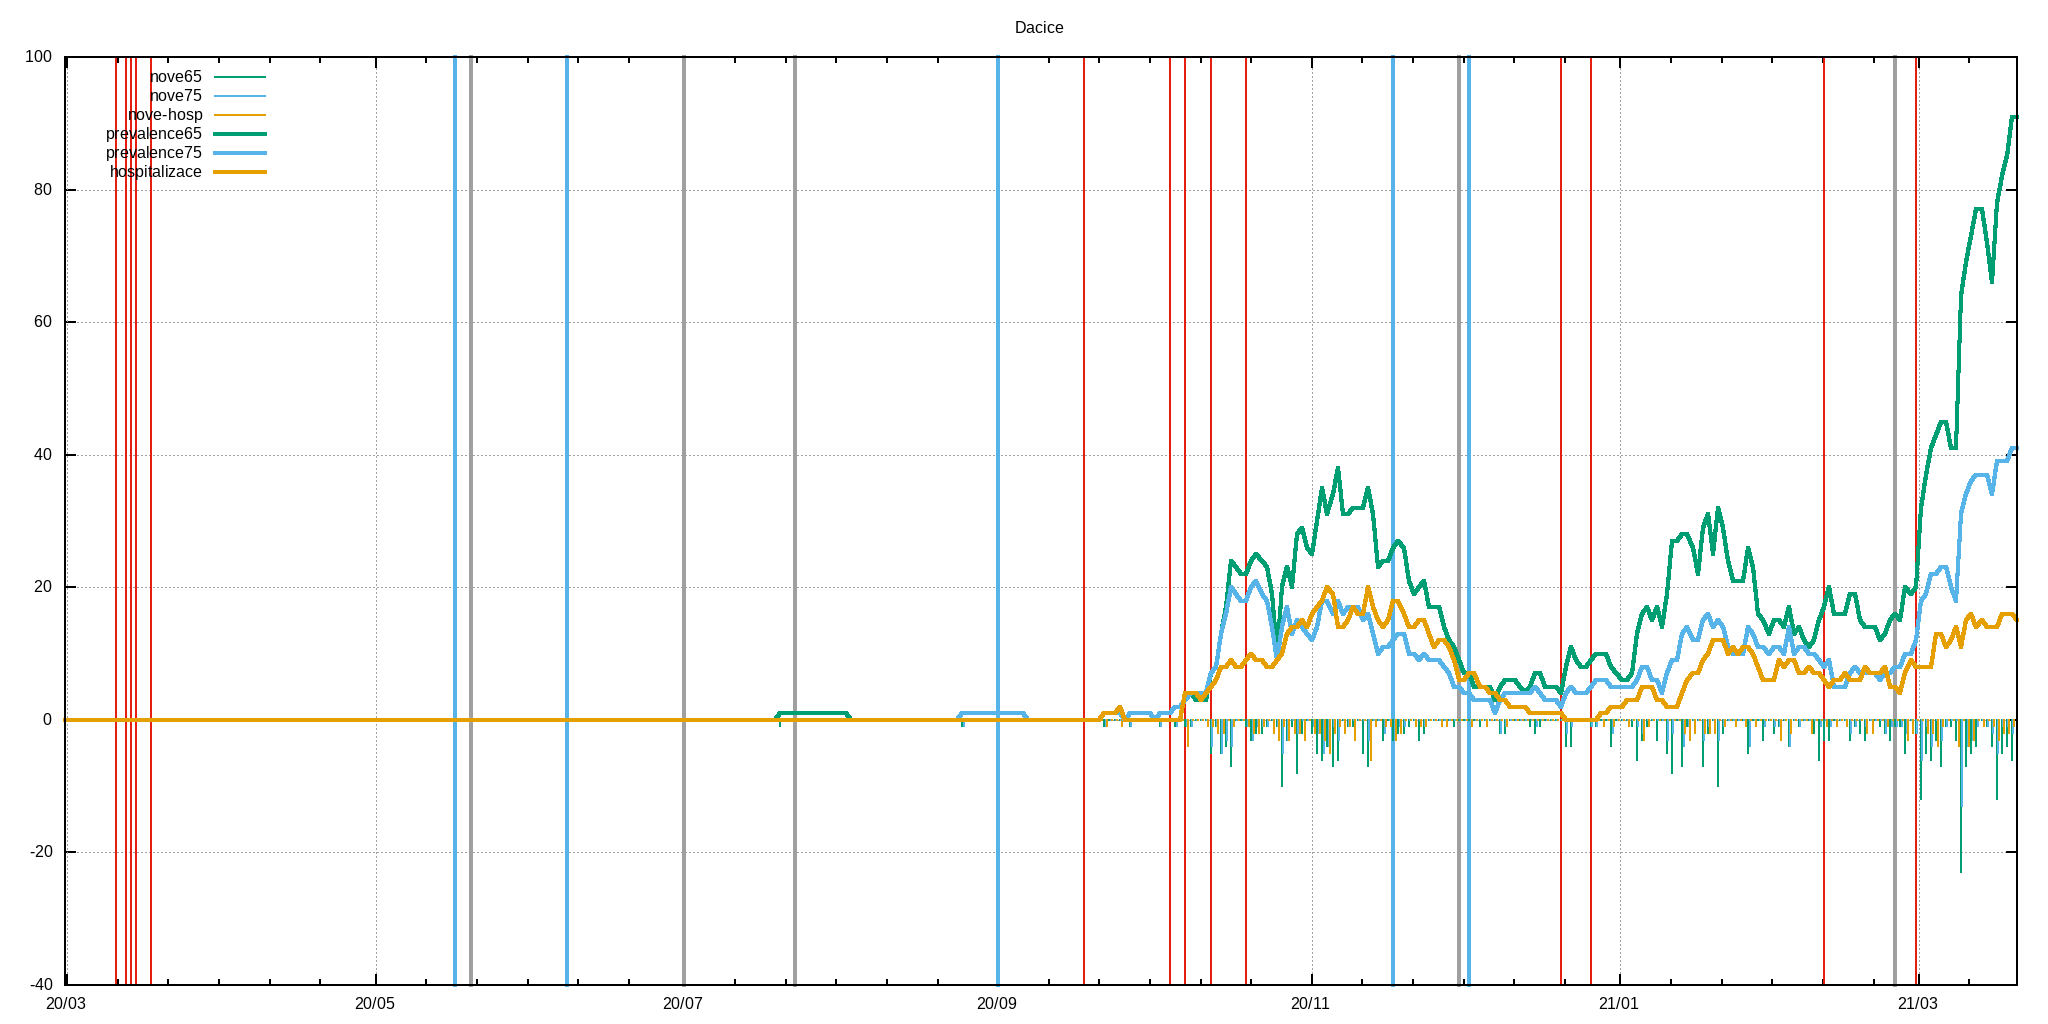 Dacice
100
nove65
nove75
nove-hosp
prevalence65
prevalence75
hospitalizace
80
60
40
20
0
-20
-40
20/03 20/05 20/07 20/09 20/11 21/01 21/03